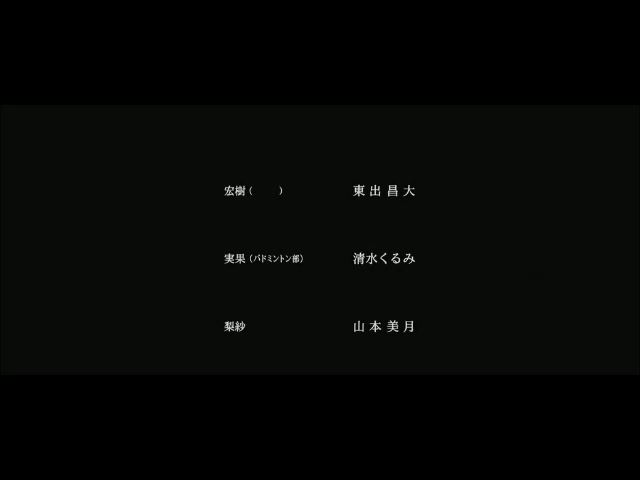 宏樹（　　）　東出昌大
実果（バドミントン部）　清水くるみ
梨紗　山本美月